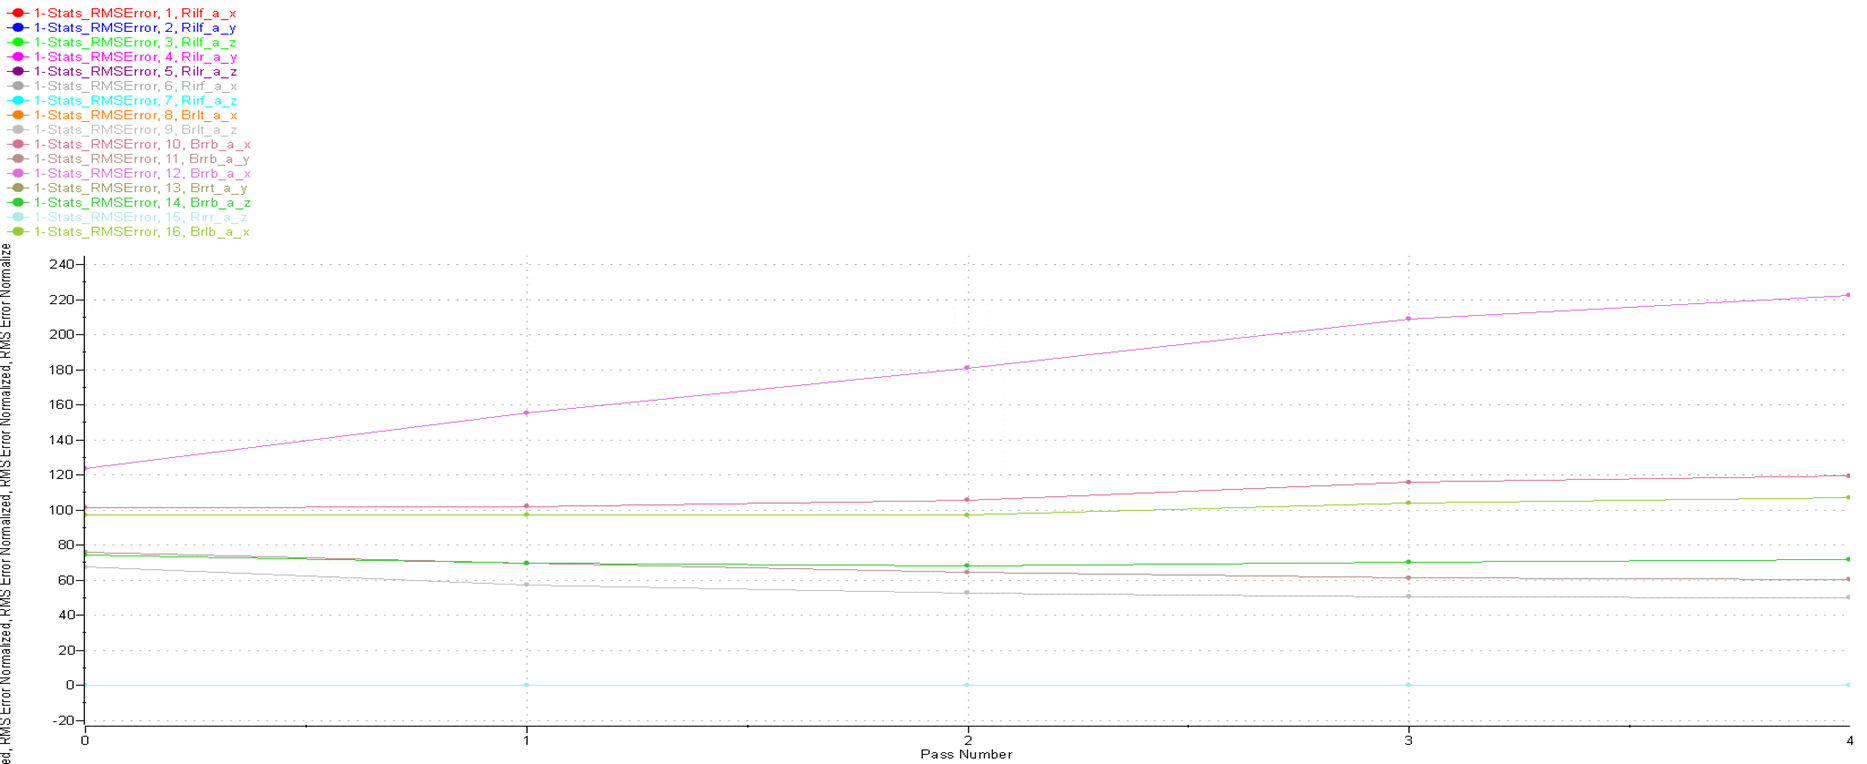 1-Stats_RMSError, 1, Rilf_a_x
1-Stats_RMSError, 2, Rilf_a_y
1-Stats_RMSError, 3, Rilf_a_z
1-Stats_RMSError, 4, Rilr_a_y
1-Stats_RMSError, 5, Rilr_a_z
1-Stats_RMSError, 6, Rirf_a_x
1-Stats_RMSError, 7, Rirf_a_z
1-Stats_RMSError, 8, Brlt_a_x
1-Stats_RMSError, 9, Brlt_a_z
1-Stats_RMSError, 10, Brrb_a_x
1-Stats_RMSError, 11, Brrb_a_y
1-Stats_RMSError, 12, Brrb_a_x
1-Stats_RMSError, 13, Brrt_a_y
1-Stats_RMSError, 14, Brrb_a_z
1-Stats_RMSError, 15, Rirr_a_z
1-Stats_RMSError, 16, Brlb_a_x
ed, RMS Error Normalized, RMS Error Normalized, RMS Error Normalized, RMS Error Normalize
240
220
200
180
160
140
120
100
80
60
40
20
0
-20
0 1 2 3 4
Pass Number